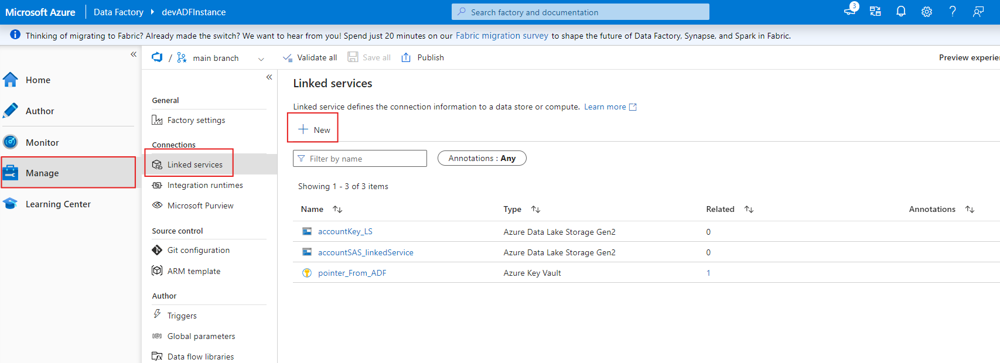 Microsoft Azure Data Factory devADFInstance Search factory and documentation 3
Thinking of migrating to Fabric? Already made the switch? We want to hear from you! Spend just 20 minutes on our Fabric migration survey to shape the future of Data Factory, Synapse, and Spark in Fabric.
Home
Author
Monitor
Manage
Learning Center
/ main branch Validate all Save all Publish Preview experie
General
Factory settings
Connections
Linked services
Integration runtimes
Microsoft Purview
Source control
Git configuration
ARM template
Author
Triggers
Global parameters
Data flow libraries
Linked services
Linked service defines the connection information to a data store or compute. Learn more
New
Filter by name Annotations : Any
Showing 1 - 3 of 3 items
Name Type Related Annotations
accountKey_LS Azure Data Lake Storage Gen2 0
accountSAS_linkedService Azure Data Lake Storage Gen2 0
pointer_From_ADF Azure Key Vault 1